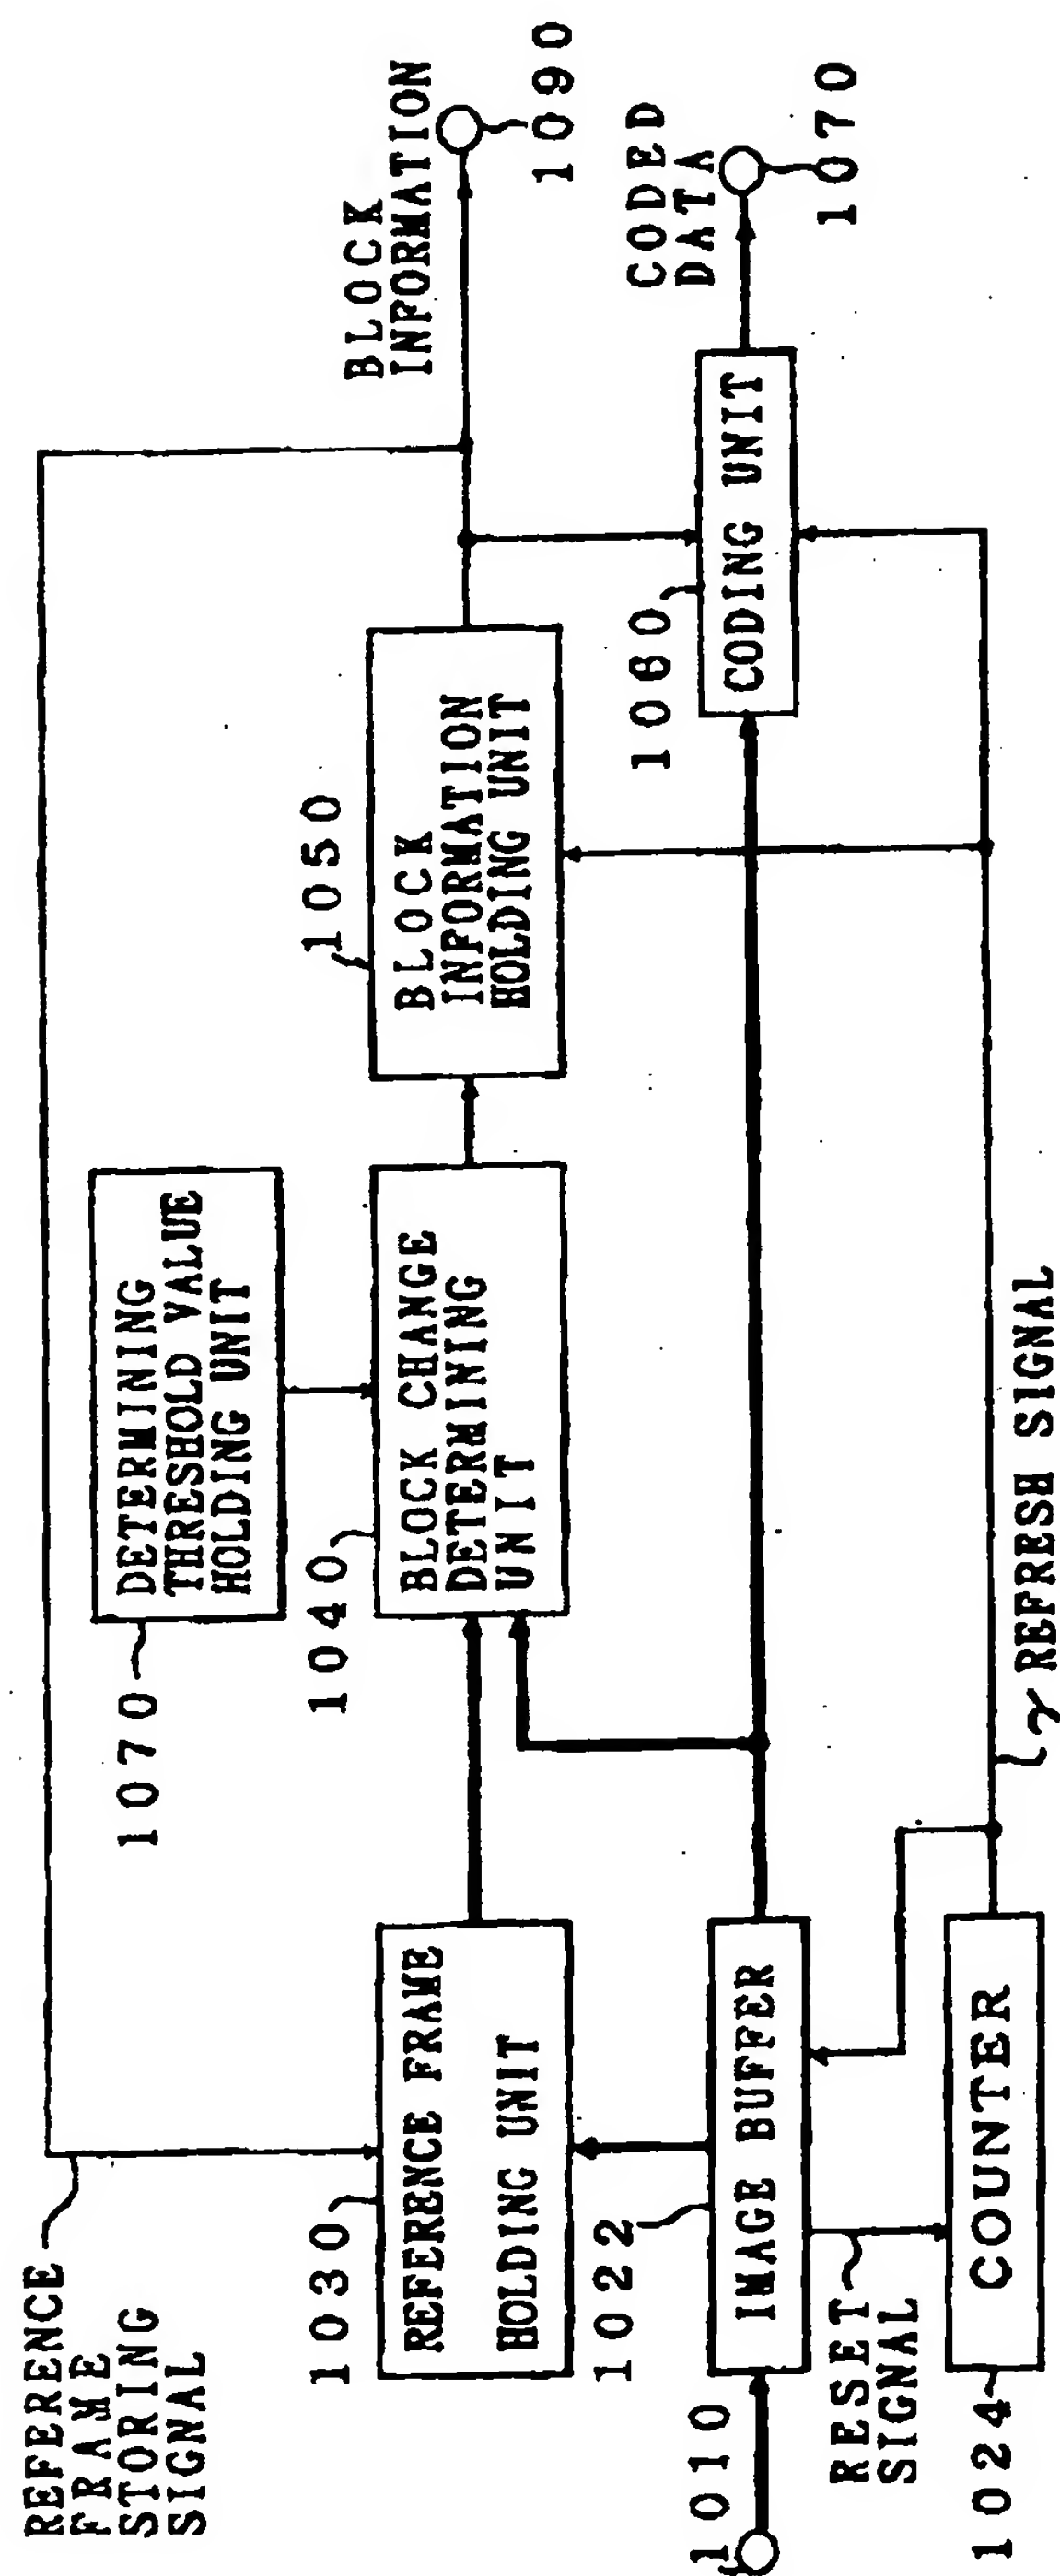 REFERENCE
FRAME
STORING
SIGNAL
1070
DETERMINING
THRESHOLD VALUE
HOLDING UNIT
BLOCK
INFORMATION
1090
1030
REFERENCE FRAME
HOLDING UNIT
1040
BLOCK CHANGE
DETERMINING
UNIT
1050
BLOCK
INFORMATION
HOLDING UNIT
CODED
DATA
1070
1010
1022
IMAGE BUFFER
1060
CODING UNIT
RESET
SIGNAL
1024
COUNTER
γ REFRESH SIGNAL